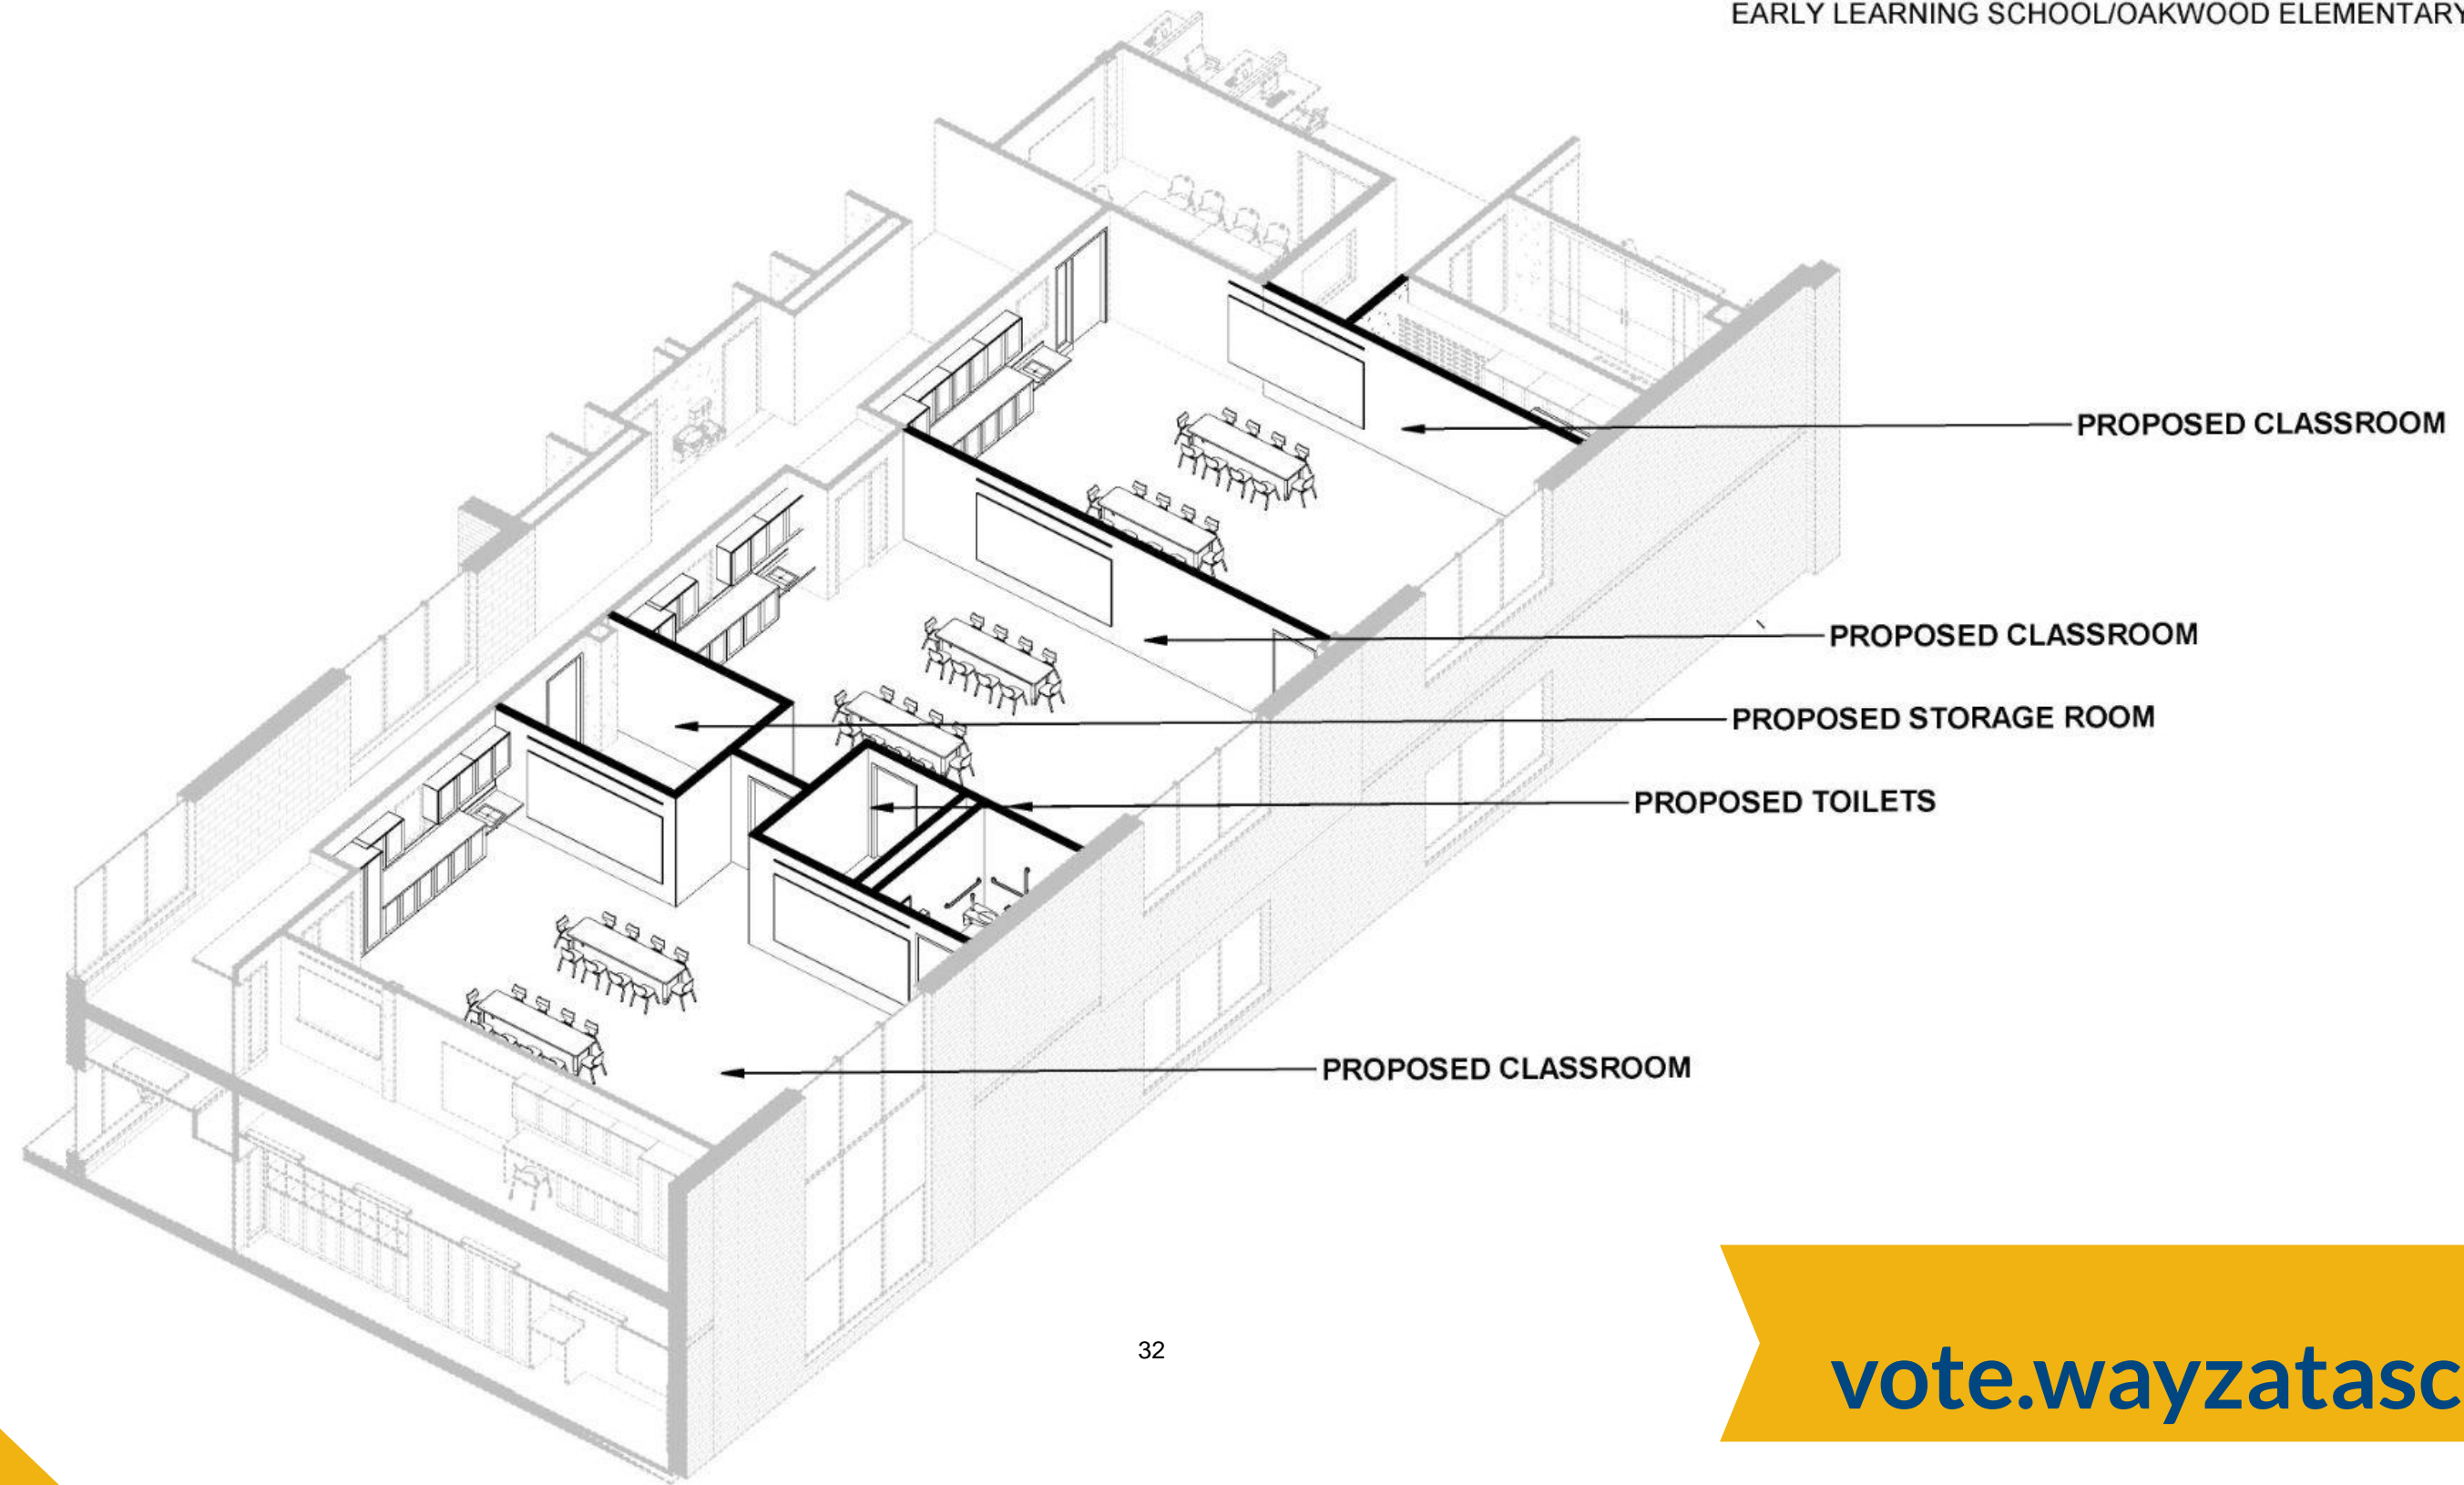 EARLY LEARNING SCHOOL/OAKWOOD ELEMENTARY
PROPOSED CLASSROOM
PROPOSED CLASSROOM
PROPOSED STORAGE ROOM
PROPOSED TOILETS
PROPOSED CLASSROOM
32
vote.wayzatasc